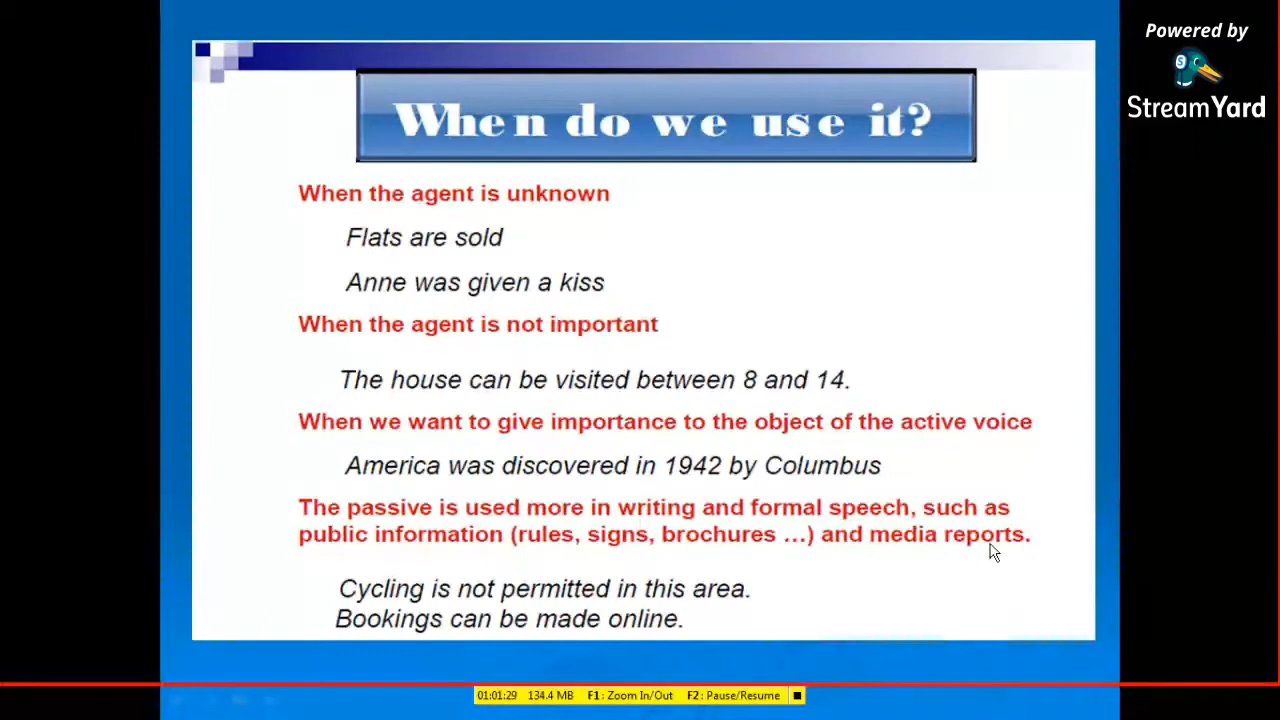 Powered by
StreamYard
When do we use it?
When the agent is unknown
Flats are sold
Anne was given a kiss
When the agent is not important
The house can be visited between 8 and 14.
When we want to give importance to the object of the active voice
America was discovered in 1942 by Columbus
The passive is used more in writing and formal speech, such as
public information (rules, signs, brochures ...) and media reports.
Cycling is not permitted in this area.
Bookings can be made online.
01:01:29 134.4 MB F1: Zoom In/Out F2: Pause/Resume